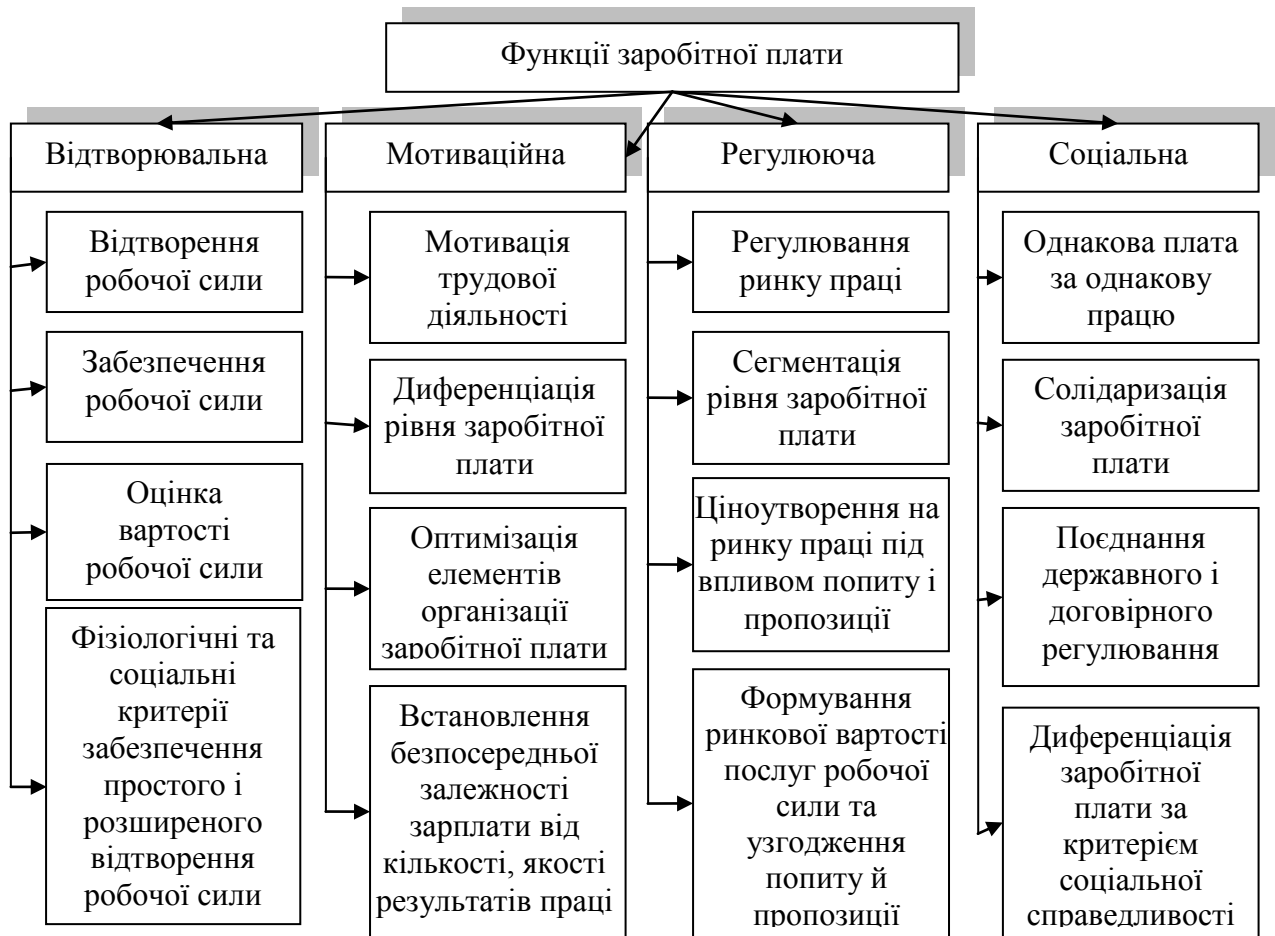 Функції заробітної плати
Відтворювальна
Мотиваційна
Регулююча
Соціальна
Відтворення
робочої сили
Забезпечення
робочої сили
Оцінка
вартості
робочої сили
Фізіологічні та
соціальні
критерії
забезпечення
простого і
розширеного
відтворення
робочої сили
Мотивація
трудової
діяльності
Диференціація
рівня заробітної
плати
Оптимізація
елементів
організації
заробітної плати
Встановлення
безпосередньої
залежності
зарплати від
кількості, якості
результатів праці
Регулювання
ринку праці
Сегментація
рівня заробітної
плати
Ціноутворення на
ринку праці під
впливом попиту і
пропозиції
Формування
ринкової вартості
послуг робочої
сили та
узгодження
попиту й
пропозиції
Однакова плата
за однакову
працю
Солідаризація
заробітної
плати
Поєднання
державного і
договірного
регулювання
Диференціація
заробітної
плати за
критерієм
соціальної
справедливості